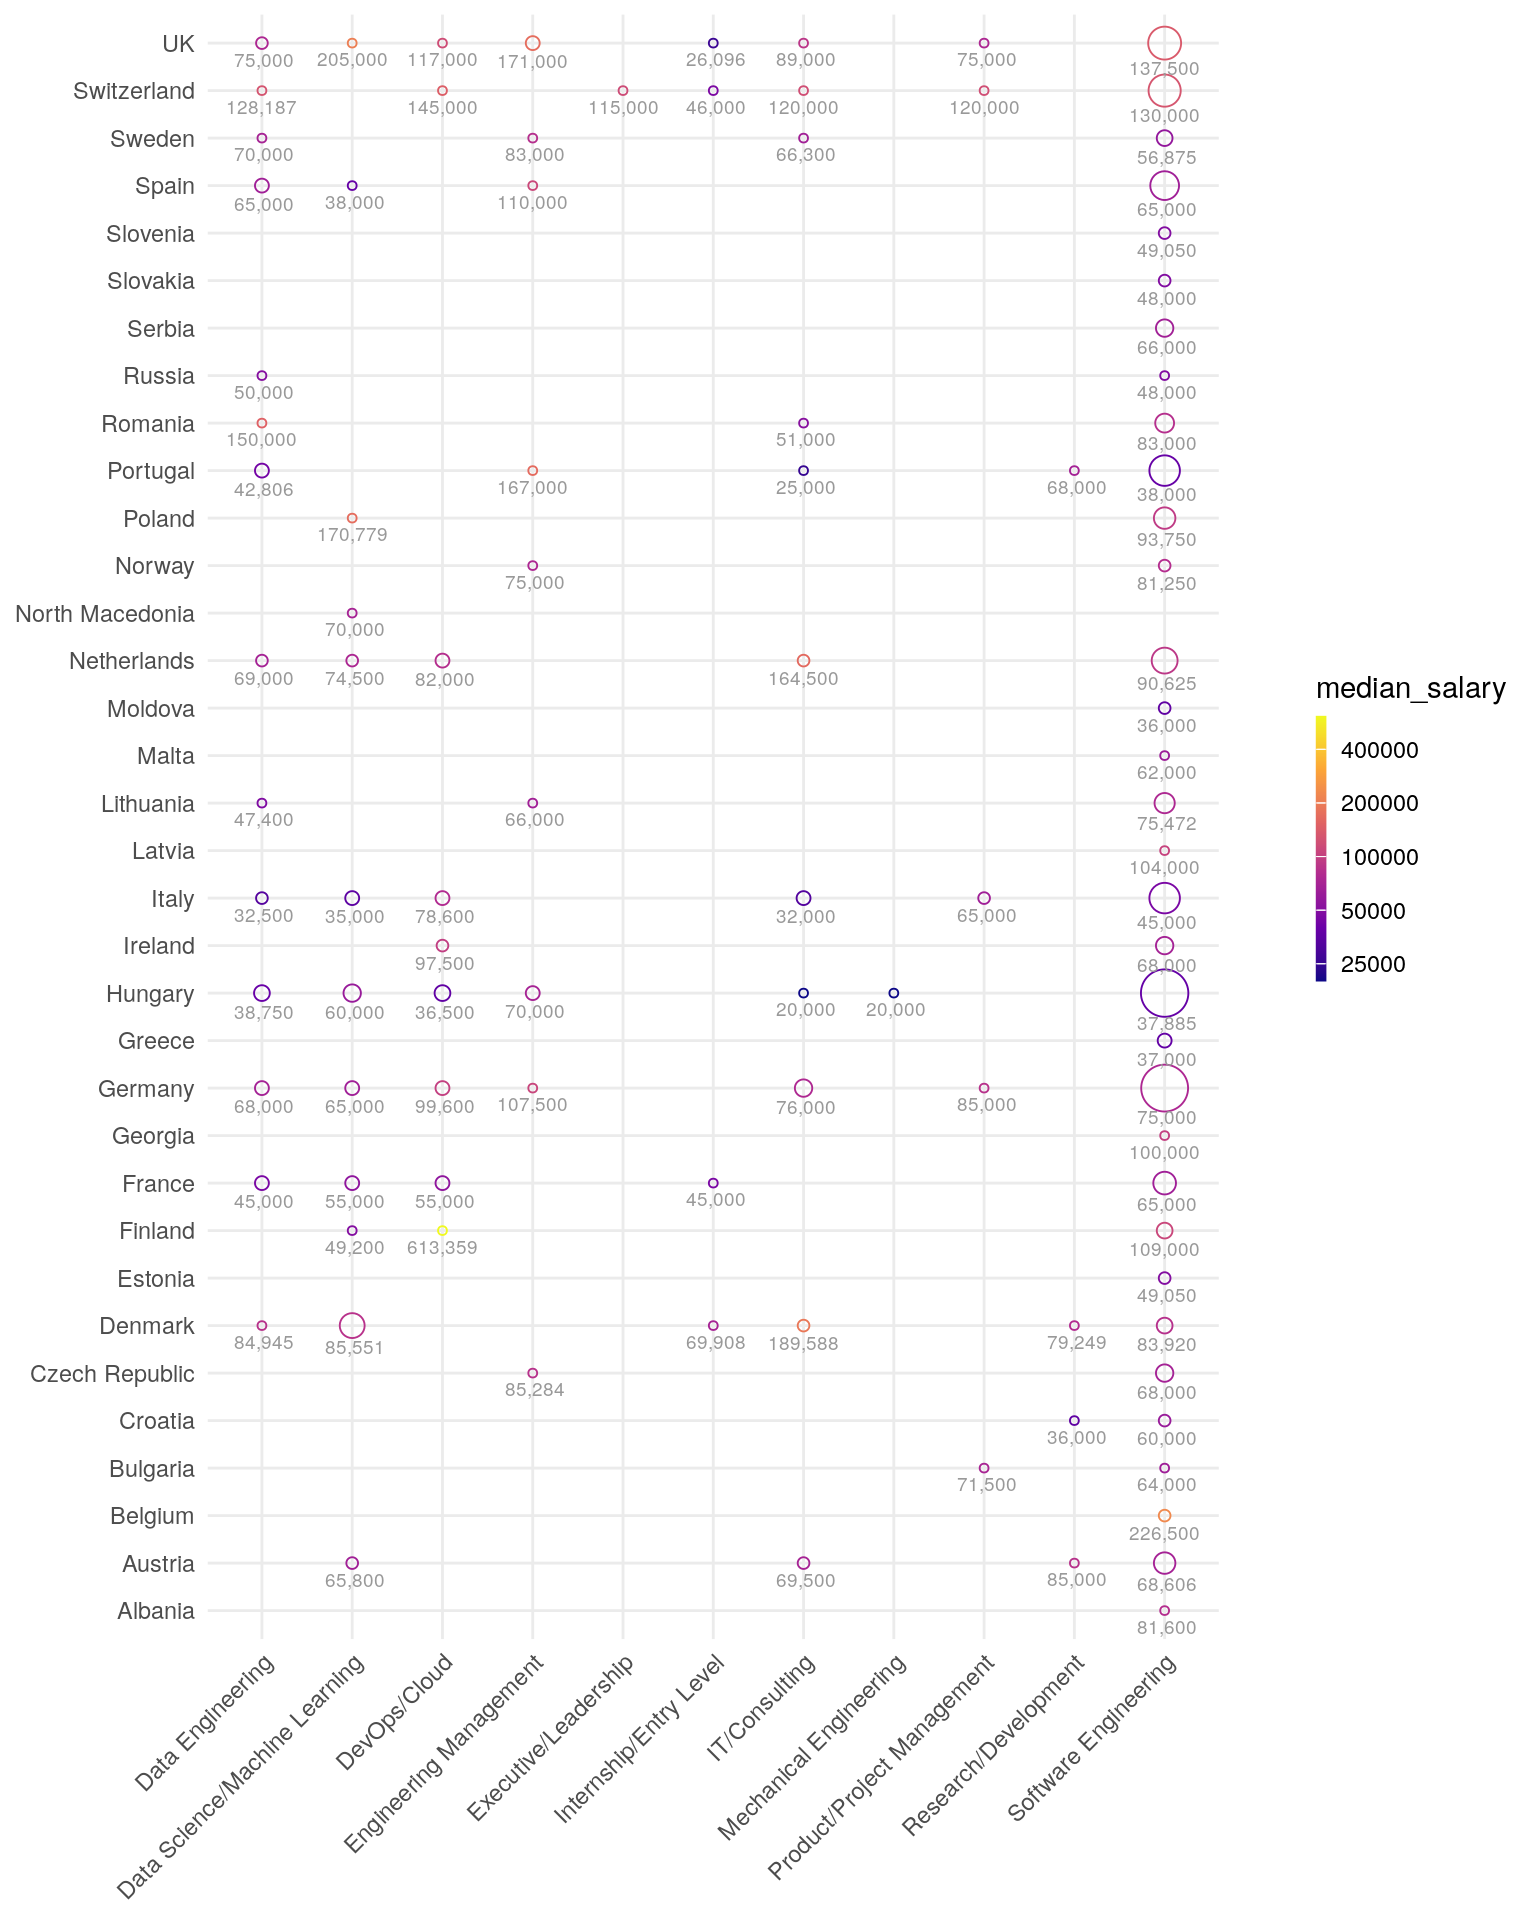 UK
75,000 205,000 117,000 171,000 26,096 89,000 75,000 137,500
Switzerland
128,187 145,000 115,000 46,000 120,000 120,000 130,000
Sweden
70,000 83,000 66,300 56,875
Spain
65,000 38,000 110,000 65,000
Slovenia
49,050
Slovakia
48,000
Serbia
66,000
Russia
50,000 48,000
Romania
150,000 51,000 83,000
Portugal
42,806 167,000 25,000 68,000 38,000
Poland
170,779 93,750
Norway
75,000 81,250
North Macedonia
70,000
Netherlands
69,000 74,500 82,000 164,500 90,625
Moldova
36,000
Malta
62,000
Lithuania
47,400 66,000 75,472
Latvia
104,000
Italy
32,500 35,000 78,600 32,000 65,000 45,000
Ireland
97,500 68,000
Hungary
38,750 60,000 36,500 70,000 20,000 20,000 37,885
Greece
37,000
Germany
68,000 65,000 99,600 107,500 76,000 85,000 75,000
Georgia
100,000
France
45,000 55,000 55,000 45,000 65,000
Finland
49,200 613,359 109,000
Estonia
49,050
Denmark
84,945 85,551 69,908 189,588 79,249 83,920
Czech Republic
85,284 68,000
Croatia
36,000 60,000
Bulgaria
71,500 64,000
Belgium
226,500
Austria
65,800 69,500 85,000 68,606
Albania
81,600
Data Engineering
Data Science/Machine Learning
DevOps/Cloud
Engineering Management
Executive/Leadership
Internship/Entry Level
IT/Consulting
Mechanical Engineering
Product/Project Management
Research/Development
Software Engineering
median_salary
400000
200000
100000
50000
25000